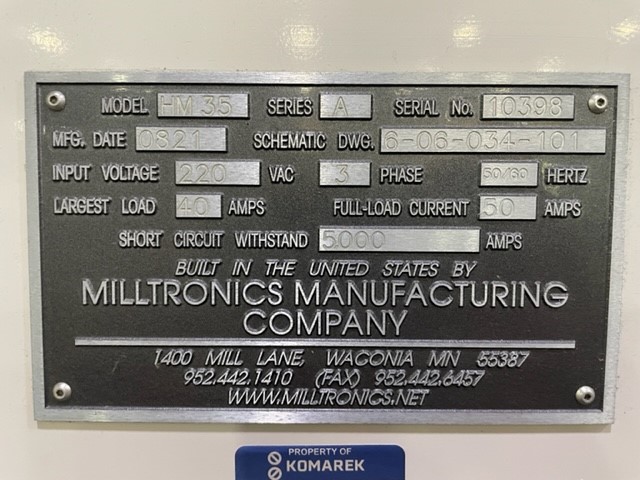 MODEL HM 35 SERIES A SERIAL No. 10398
MFG. DATE 0821 SCHEMATIC DWG. 6-06-034-101
INPUT VOLTAGE 220 VAC 3 PHASE 50/60 HERTZ
LARGEST LOAD 40 AMPS FULL-LOAD CURRENT 50 AMPS
SHORT CIRCUIT WITHSTAND 5000 AMPS
BUILT IN THE UNITED STATES BY
MILLTRONICS MANUFACTURING
COMPANY
1400 MILL LANE, WACONIA MN 55387
952.442.1410 (FAX) 952.442.6457
WWW.MILLTRONICS.NET
PROPERTY OF
KOMAREK